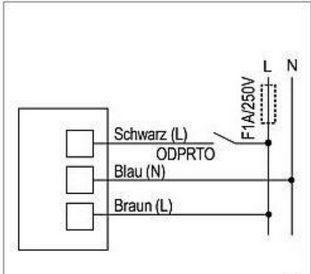 L N
F1A/250V
Schwarz (L)
ODPRTO
Blau (N)
Braun (L)